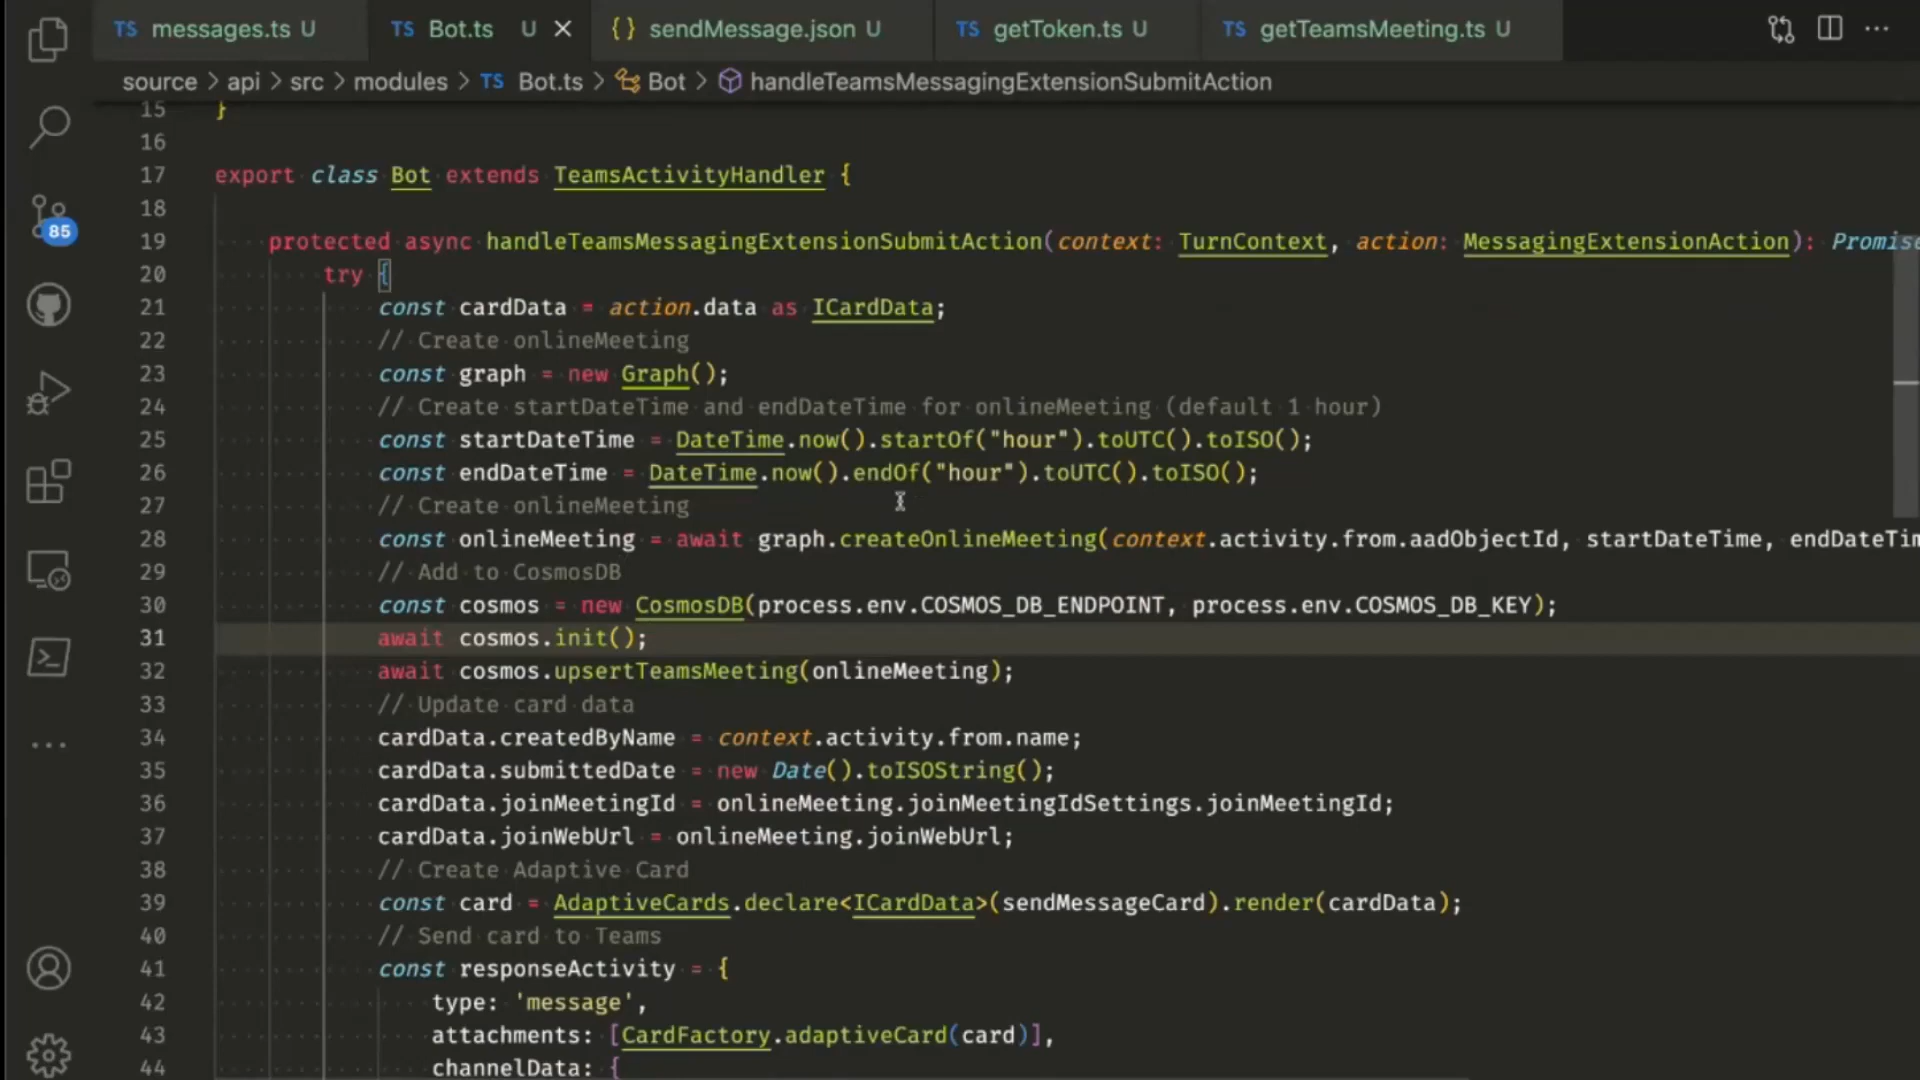 TS messages.ts U TS Bot.ts U {} sendMessage.json U TS getToken.ts U TS getTeamsMeeting.ts U
source > api > src > modules > TS Bot.ts > Bot > handleTeamsMessagingExtensionSubmitAction
15 }
16
17 export class Bot extends TeamsActivityHandler {
18
19 protected async handleTeamsMessagingExtensionSubmitAction(context: TurnContext, action: MessagingExtensionAction): Promise
20 try {
21 const cardData = action.data as ICardData;
22 // Create onlineMeeting
23 const graph = new Graph();
24 // Create startDateTime and endDateTime for onlineMeeting (default 1 hour)
25 const startDateTime = DateTime.now().startOf("hour").toUTC().toISO();
26 const endDateTime = DateTime.now().endOf("hour").toUTC().toISO();
27 // Create onlineMeeting
28 const onlineMeeting = await graph.createOnlineMeeting(context.activity.from.aadObjectId, startDateTime, endDateTim
29 // Add to CosmosDB
30 const cosmos = new CosmosDB(process.env.COSMOS_DB_ENDPOINT, process.env.COSMOS_DB_KEY);
31 await cosmos.init();
32 await cosmos.upsertTeamsMeeting(onlineMeeting);
33 // Update card data
34 cardData.createdByName = context.activity.from.name;
35 cardData.submittedDate = new Date().toISOString();
36 cardData.joinMeetingId = onlineMeeting.joinMeetingIdSettings.joinMeetingId;
37 cardData.joinWebUrl = onlineMeeting.joinWebUrl;
38 // Create Adaptive Card
39 const card = AdaptiveCards.declare<ICardData>(sendMessageCard).render(cardData);
40 // Send card to Teams
41 const responseActivity = {
42 type: 'message',
43 attachments: [CardFactory.adaptiveCard(card)],
44 channelData: {
85